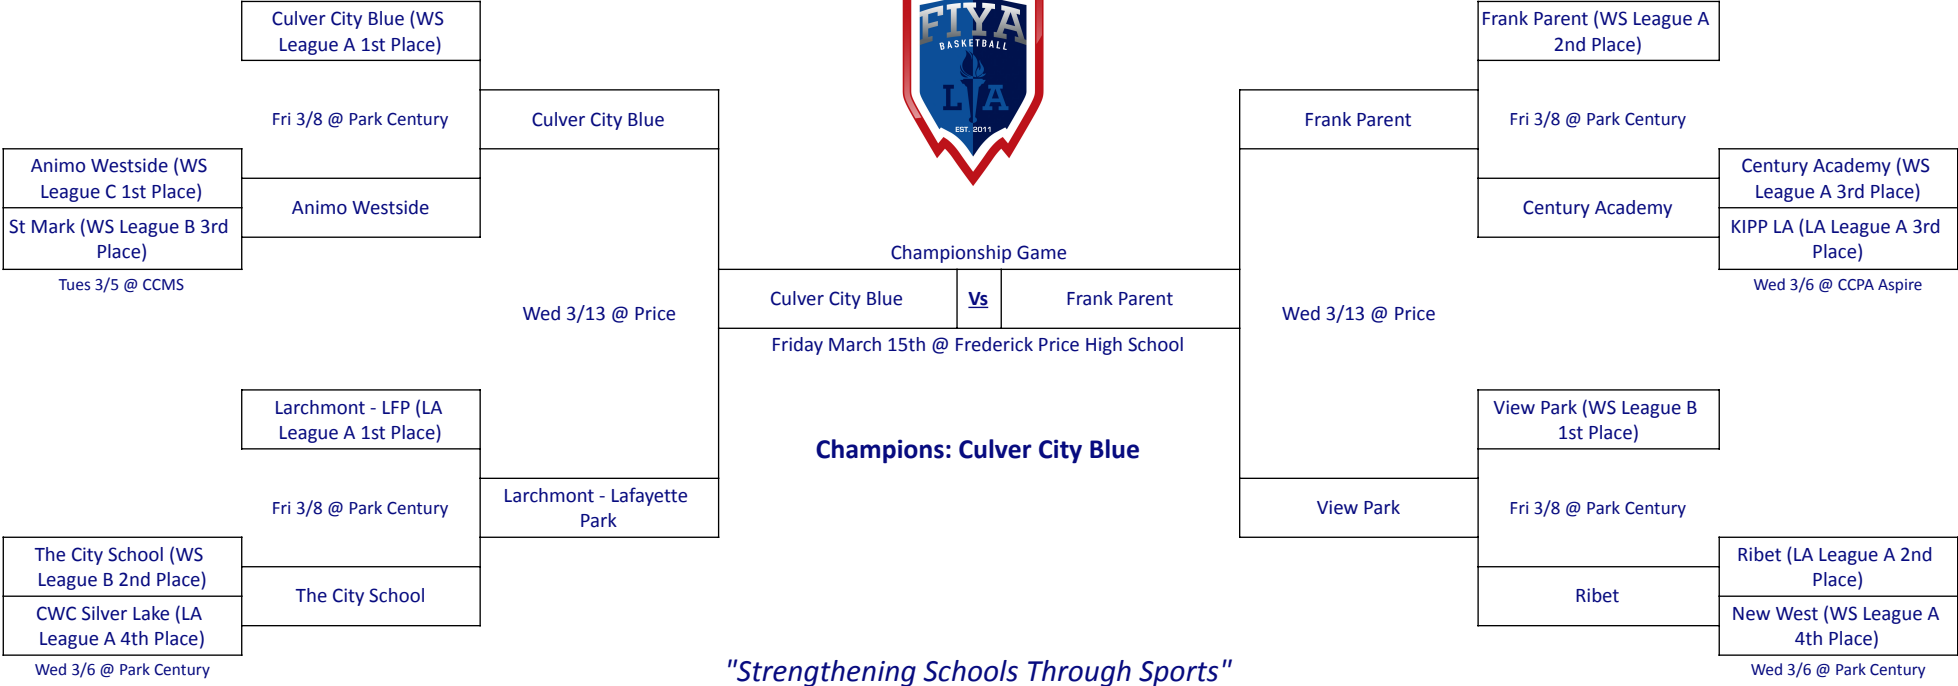 Culver City Blue (WS
League A 1st Place)
Fri 3/8 @ Park Century
Culver City Blue
Animo Westside (WS
League C 1st Place)
Animo Westside
St Mark (WS League B 3rd
Place)
Tues 3/5 @ CCMS
Wed 3/13 @ Price
Larchmont - LFP (LA
League A 1st Place)
Fri 3/8 @ Park Century
Larchmont - Lafayette
Park
The City School (WS
League B 2nd Place)
The City School
CWC Silver Lake (LA
League A 4th Place)
Wed 3/6 @ Park Century
FIYA
BASKETBALL
LA
EST. 2011
Championship Game
Culver City Blue
Vs
Frank Parent
Friday March 15th @ Frederick Price High School
Champions: Culver City Blue
"Strengthening Schools Through Sports"
Frank Parent (WS League A
2nd Place)
Frank Parent
Fri 3/8 @ Park Century
Century Academy (WS
League A 3rd Place)
Century Academy
KIPP LA (LA League A 3rd
Place)
Wed 3/6 @ CCPA Aspire
Wed 3/13 @ Price
View Park (WS League B
1st Place)
View Park
Fri 3/8 @ Park Century
Ribet (LA League A 2nd
Place)
Ribet
New West (WS League A
4th Place)
Wed 3/6 @ Park Century